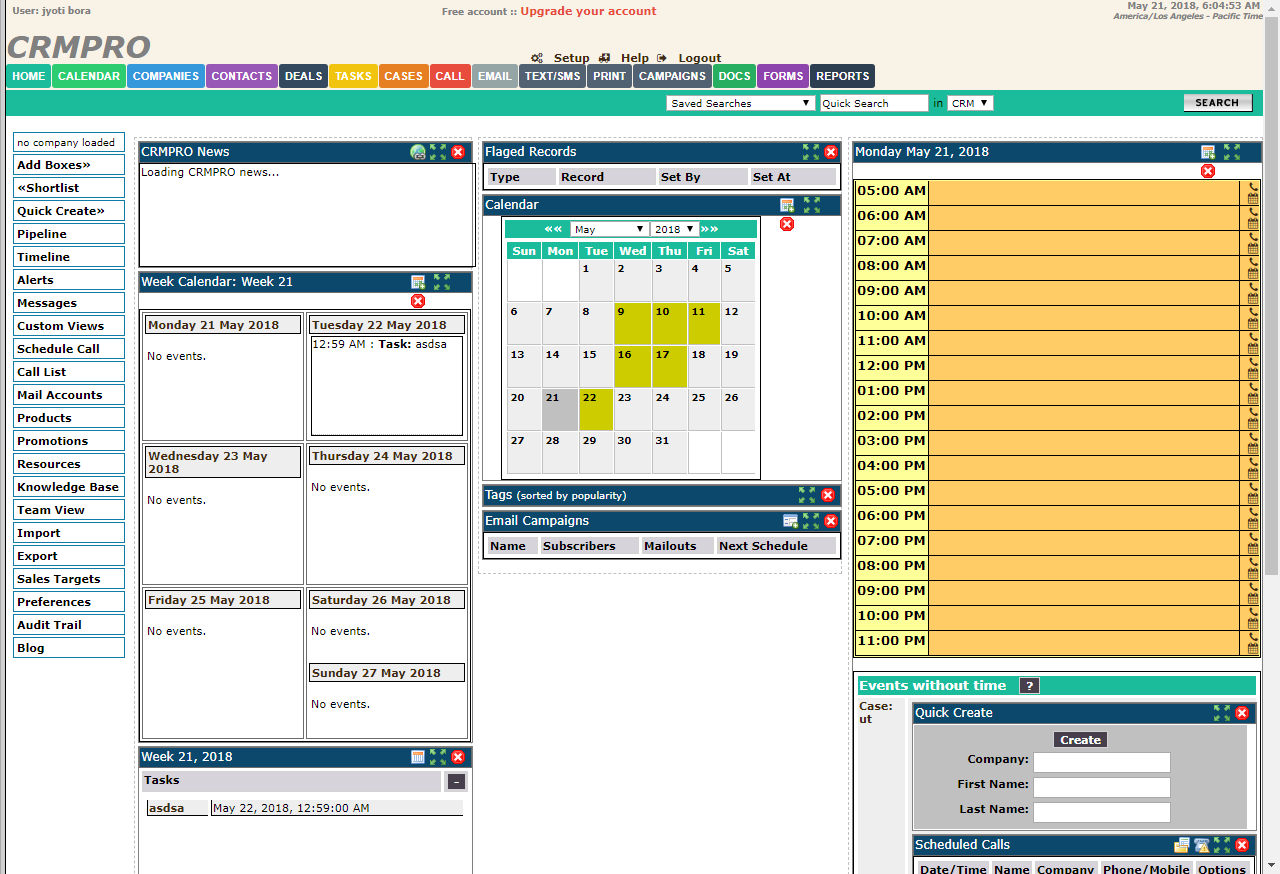 User: jyoti bora
Free account :: Upgrade your account
May 21, 2018, 6:04:53 AM
America/Los Angeles - Pacific Time
CRMPRO
Setup Help Logout
HOME CALENDAR COMPANIES CONTACTS DEALS TASKS CASES CALL EMAIL TEXT/SMS PRINT CAMPAIGNS DOCS FORMS REPORTS
Saved Searches Quick Search in CRM SEARCH
no company loaded
Add Boxes»
«Shortlist
Quick Create»
Pipeline
Timeline
Alerts
Messages
Custom Views
Schedule Call
Call List
Mail Accounts
Products
Promotions
Resources
Knowledge Base
Team View
Import
Export
Sales Targets
Preferences
Audit Trail
Blog
CRMPRO News
Loading CRMPRO news...
Week Calendar: Week 21
Monday 21 May 2018
No events.
Tuesday 22 May 2018
12:59 AM : Task: asdsa
Wednesday 23 May
2018
No events.
Thursday 24 May 2018
No events.
Friday 25 May 2018
No events.
Saturday 26 May 2018
No events.
Sunday 27 May 2018
No events.
Week 21, 2018
Tasks -
asdsa May 22, 2018, 12:59:00 AM
Flaged Records
Type Record Set By Set At
Calendar
«« May 2018 »»
Sun Mon Tue Wed Thu Fri Sat
1 2 3 4 5
6 7 8 9 10 11 12
13 14 15 16 17 18 19
20 21 22 23 24 25 26
27 28 29 30 31
Tags (sorted by popularity)
Email Campaigns
Name Subscribers Mailouts Next Schedule
Monday May 21, 2018
05:00 AM
06:00 AM
07:00 AM
08:00 AM
09:00 AM
10:00 AM
11:00 AM
12:00 PM
01:00 PM
02:00 PM
03:00 PM
04:00 PM
05:00 PM
06:00 PM
07:00 PM
08:00 PM
09:00 PM
10:00 PM
11:00 PM
Events without time ?
Case:
ut
Quick Create
Create
Company:
First Name:
Last Name:
Scheduled Calls
Date/Time Name Company Phone/Mobile Options